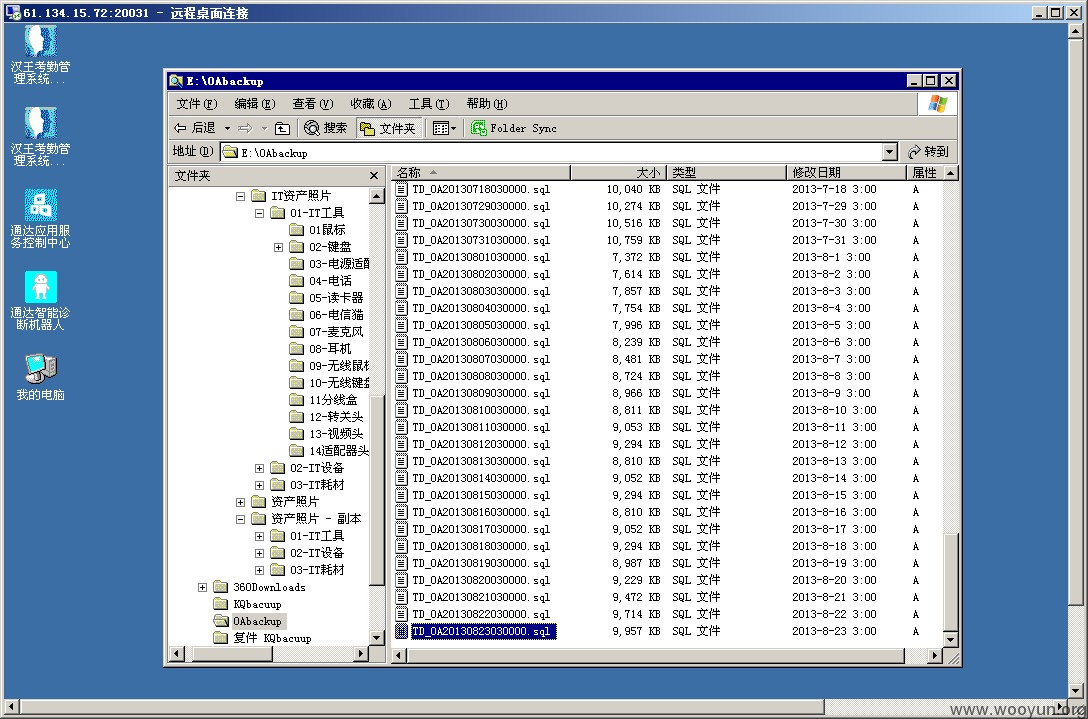 61.134.15.72:20031 - 远程桌面连接
汉王考勤管
理系统...
汉王考勤管
理系统...
通达应用服
务控制中心
通达智能诊
断机器人
我的电脑
E:\OAbackup
文件(F) 编辑(E) 查看(V) 收藏(A) 工具(T) 帮助(H)
后退 搜索 文件夹 Folder Sync
地址(D) E:\OAbackup 转到
文件夹
IT资产照片
01-IT工具
01鼠标
02-键盘
03-电源适配
04-电话
05-读卡器
06-电信猫
07-麦克风
08-耳机
09-无线鼠标
10-无线键盘
11分线盒
12-转关头
13-视频头
14适配器头
02-IT设备
03-IT耗材
资产照片
资产照片 - 副本
01-IT工具
02-IT设备
03-IT耗材
360Downloads
KQbacuup
OAbackup
复件 KQbacuup
名称 大小 类型 修改日期 属性
TD_OA20130718030000.sql 10,040 KB SQL 文件 2013-7-18 3:00 A
TD_OA20130729030000.sql 10,274 KB SQL 文件 2013-7-29 3:00 A
TD_OA20130730030000.sql 10,516 KB SQL 文件 2013-7-30 3:00 A
TD_OA20130731030000.sql 10,759 KB SQL 文件 2013-7-31 3:00 A
TD_OA20130801030000.sql 7,372 KB SQL 文件 2013-8-1 3:00 A
TD_OA20130802030000.sql 7,614 KB SQL 文件 2013-8-2 3:00 A
TD_OA20130803030000.sql 7,857 KB SQL 文件 2013-8-3 3:00 A
TD_OA20130804030000.sql 7,754 KB SQL 文件 2013-8-4 3:00 A
TD_OA20130805030000.sql 7,996 KB SQL 文件 2013-8-5 3:00 A
TD_OA20130806030000.sql 8,239 KB SQL 文件 2013-8-6 3:00 A
TD_OA20130807030000.sql 8,481 KB SQL 文件 2013-8-7 3:00 A
TD_OA20130808030000.sql 8,724 KB SQL 文件 2013-8-8 3:00 A
TD_OA20130809030000.sql 8,966 KB SQL 文件 2013-8-9 3:00 A
TD_OA20130810030000.sql 8,811 KB SQL 文件 2013-8-10 3:00 A
TD_OA20130811030000.sql 9,053 KB SQL 文件 2013-8-11 3:00 A
TD_OA20130812030000.sql 9,294 KB SQL 文件 2013-8-12 3:00 A
TD_OA20130813030000.sql 8,810 KB SQL 文件 2013-8-13 3:00 A
TD_OA20130814030000.sql 9,052 KB SQL 文件 2013-8-14 3:00 A
TD_OA20130815030000.sql 9,294 KB SQL 文件 2013-8-15 3:00 A
TD_OA20130816030000.sql 8,810 KB SQL 文件 2013-8-16 3:00 A
TD_OA20130817030000.sql 9,052 KB SQL 文件 2013-8-17 3:00 A
TD_OA20130818030000.sql 9,294 KB SQL 文件 2013-8-18 3:00 A
TD_OA20130819030000.sql 8,987 KB SQL 文件 2013-8-19 3:00 A
TD_OA20130820030000.sql 9,229 KB SQL 文件 2013-8-20 3:00 A
TD_OA20130821030000.sql 9,472 KB SQL 文件 2013-8-21 3:00 A
TD_OA20130822030000.sql 9,714 KB SQL 文件 2013-8-22 3:00 A
TD_OA20130823030000.sql 9,957 KB SQL 文件 2013-8-23 3:00 A
www.wooyun.org